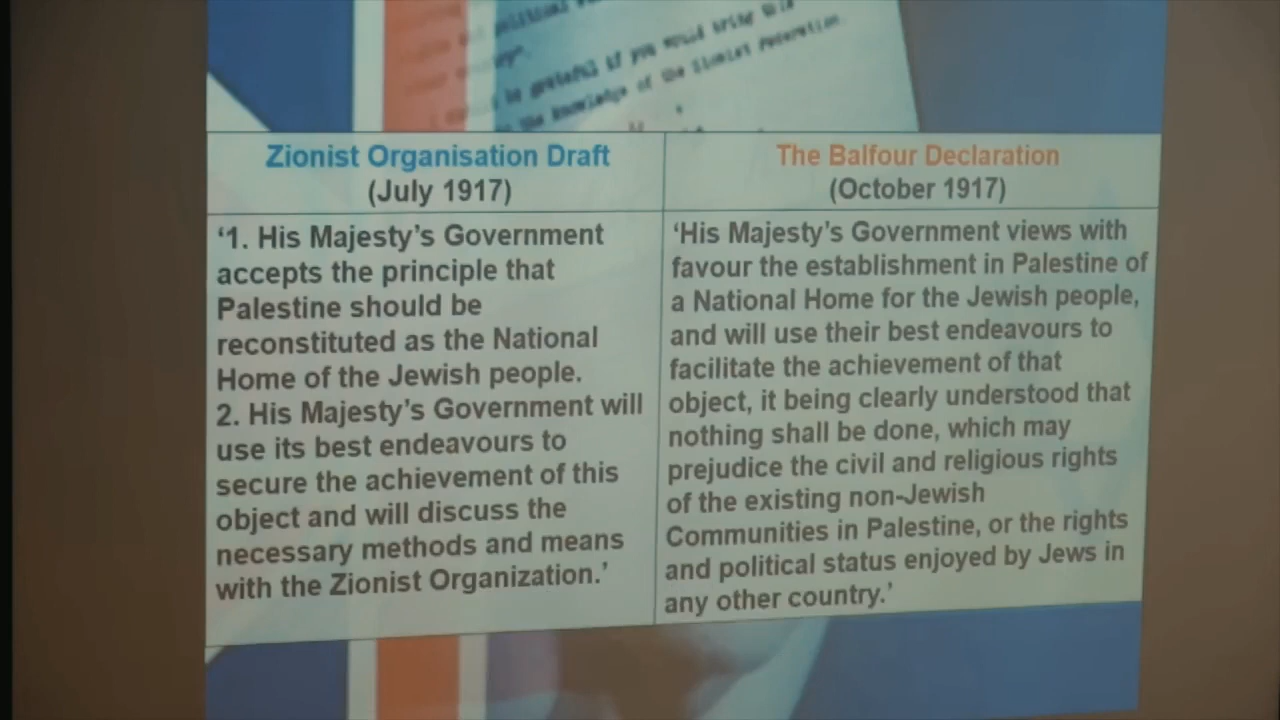 political
be grateful if you would bring this
the knowledge of the Zionist Federation.
Zionist Organisation Draft
(July 1917)
‘1. His Majesty’s Government
accepts the principle that
Palestine should be
reconstituted as the National
Home of the Jewish people.
2. His Majesty’s Government will
use its best endeavours to
secure the achievement of this
object and will discuss the
necessary methods and means
with the Zionist Organization.’
The Balfour Declaration
(October 1917)
‘His Majesty’s Government views with
favour the establishment in Palestine of
a National Home for the Jewish people,
and will use their best endeavours to
facilitate the achievement of that
object, it being clearly understood that
nothing shall be done, which may
prejudice the civil and religious rights
of the existing non-Jewish
Communities in Palestine, or the rights
and political status enjoyed by Jews in
any other country.’